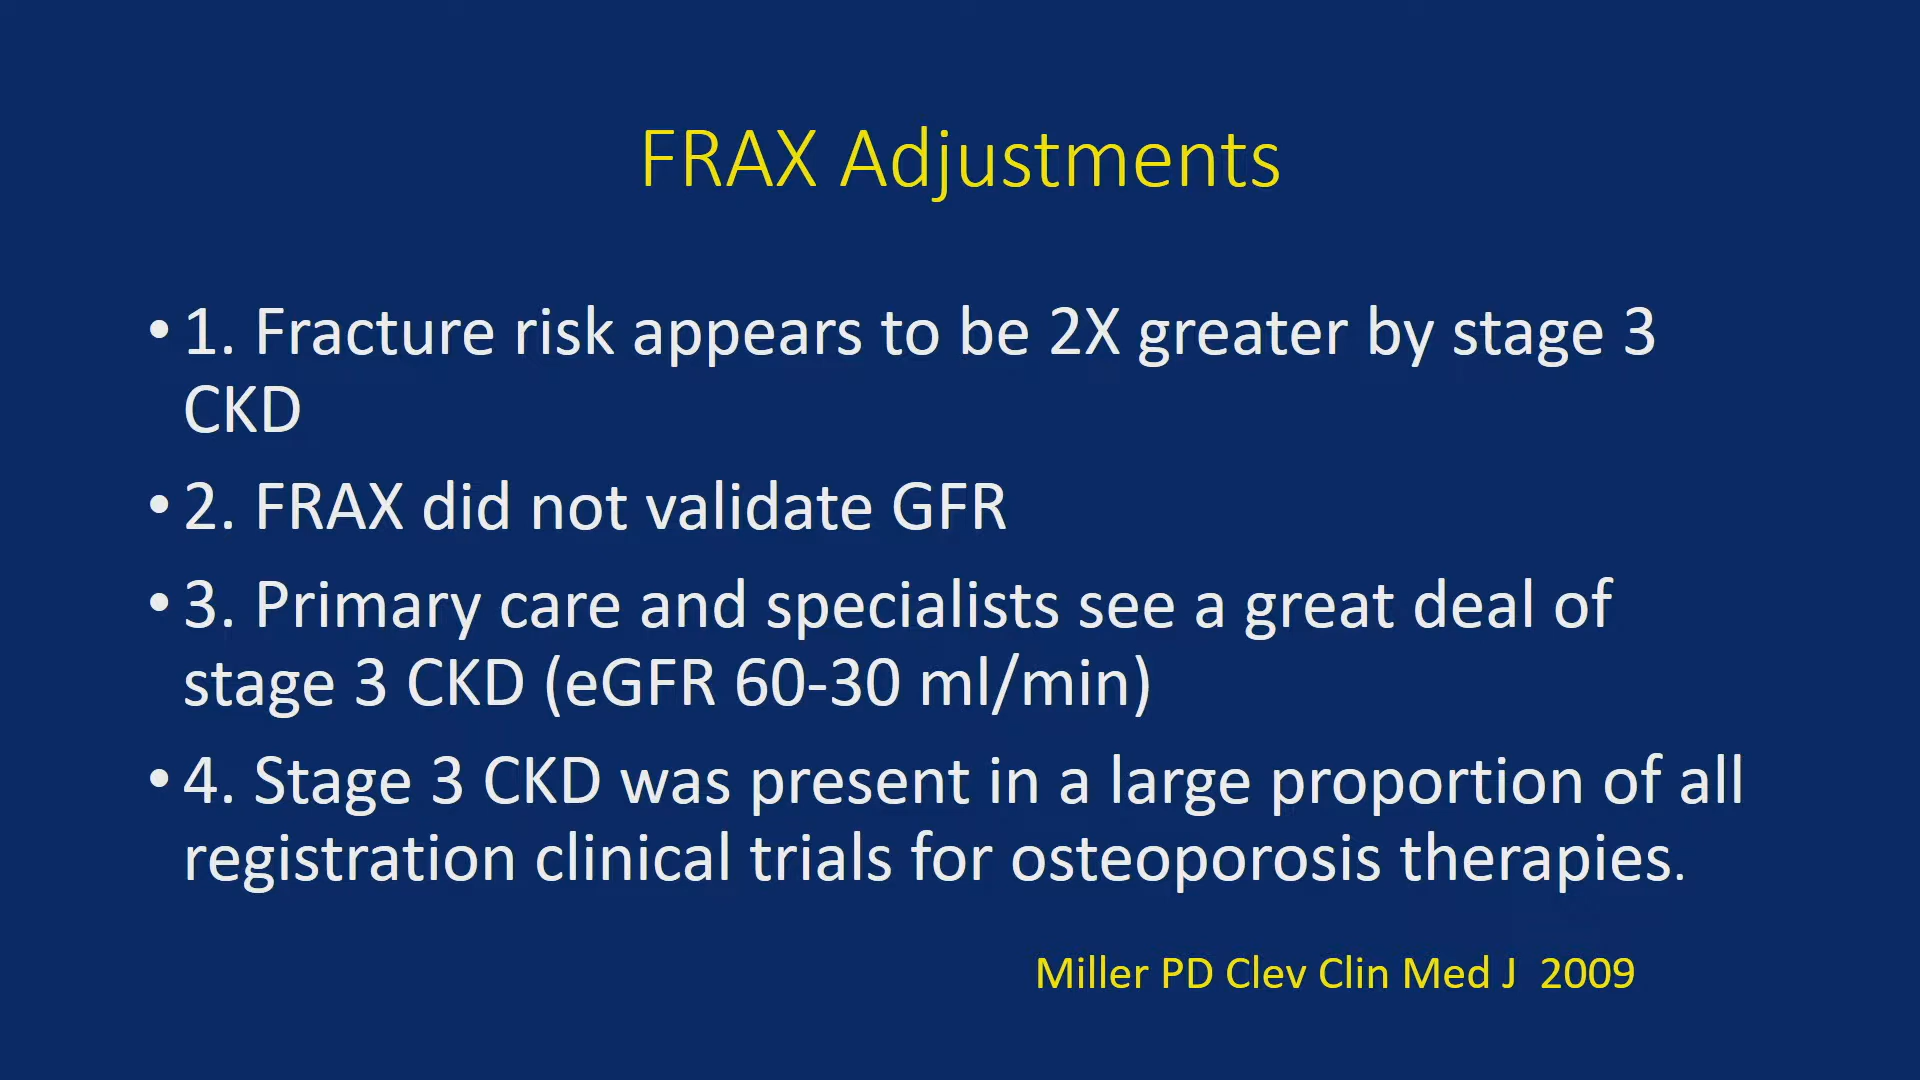 FRAX Adjustments
• 1. Fracture risk appears to be 2X greater by stage 3
CKD
• 2. FRAX did not validate GFR
• 3. Primary care and specialists see a great deal of
stage 3 CKD (eGFR 60-30 ml/min)
• 4. Stage 3 CKD was present in a large proportion of all
registration clinical trials for osteoporosis therapies.
Miller PD Clev Clin Med J  2009